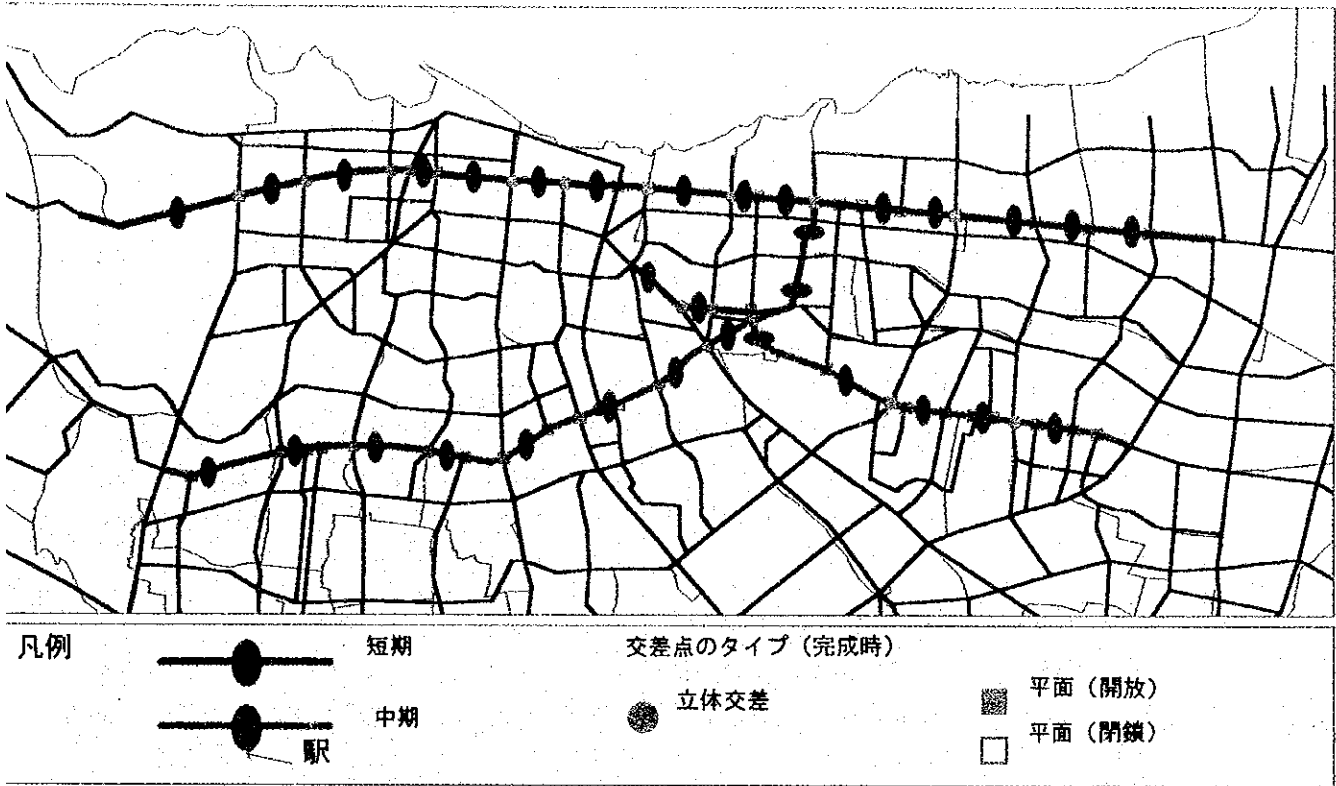 凡例
短期
中期
駅
交差点のタイプ（完成時）
立体交差
平面（開放）
平面（閉鎖）